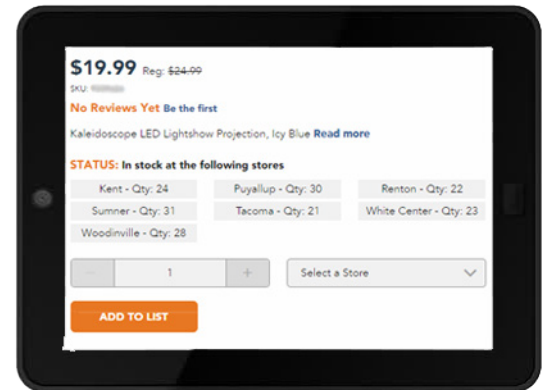 $19.99 Reg: $24.99
SKU:
No Reviews Yet Be the first
Kaleidoscope LED Lightshow Projection, Icy Blue Read more
STATUS: In stock at the following stores
Kent - Qty: 24 Puyallup - Qty: 30 Renton - Qty: 22
Sumner - Qty: 31 Tacoma - Qty: 21 White Center - Qty: 23
Woodinville - Qty: 28
− 1 + Select a Store
ADD TO LIST